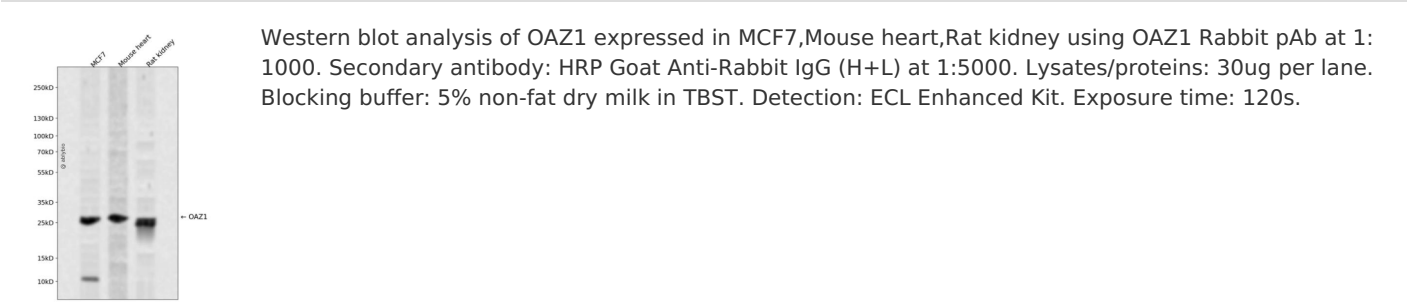 MCF7
Mouse heart
Rat kidney
250kD
130kD
100kD
70kD
55kD
35kD
25kD
15kD
10kD
@ abybio
← OAZ1
Western blot analysis of OAZ1 expressed in MCF7,Mouse heart,Rat kidney using OAZ1 Rabbit pAb at 1:
1000. Secondary antibody: HRP Goat Anti-Rabbit IgG (H+L) at 1:5000. Lysates/proteins: 30ug per lane.
Blocking buffer: 5% non-fat dry milk in TBST. Detection: ECL Enhanced Kit. Exposure time: 120s.